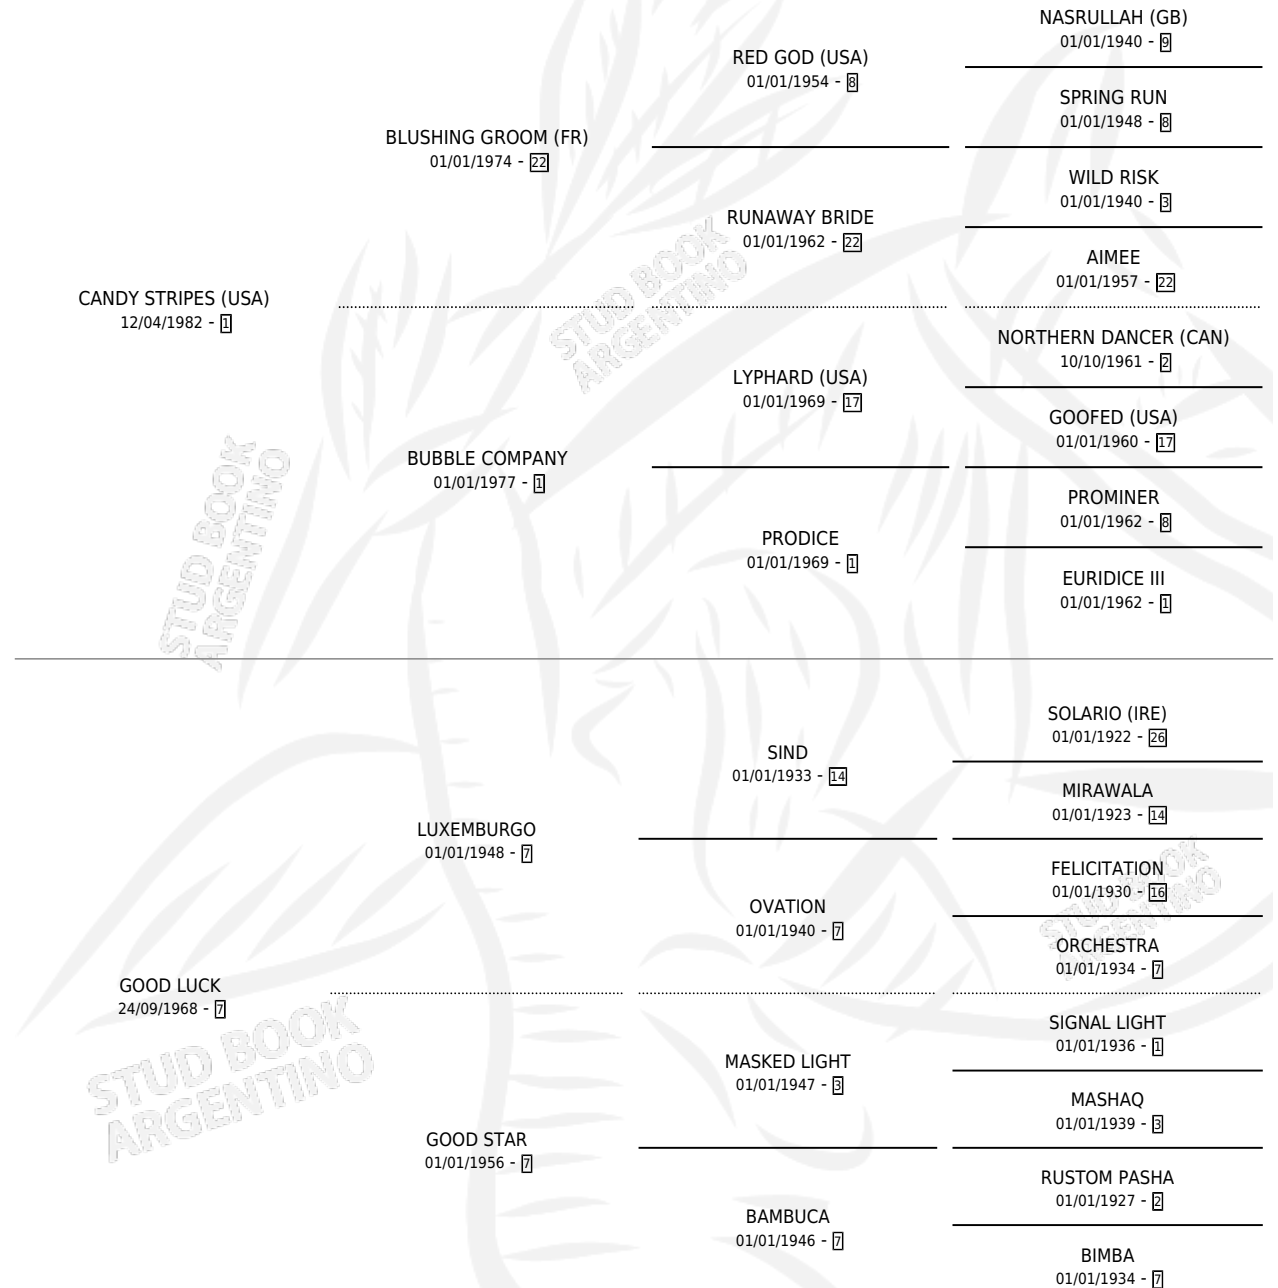 NASRULLAH (GB)
01/01/1940 - 9
RED GOD (USA)
01/01/1954 - 8
SPRING RUN
01/01/1948 - 8
BLUSHING GROOM (FR)
01/01/1974 - 22
WILD RISK
01/01/1940 - 3
RUNAWAY BRIDE
01/01/1962 - 22
AIMEE
01/01/1957 - 22
CANDY STRIPES (USA)
12/04/1982 - 1
NORTHERN DANCER (CAN)
10/10/1961 - 2
LYPHARD (USA)
01/01/1969 - 17
GOOFED (USA)
01/01/1960 - 17
BUBBLE COMPANY
01/01/1977 - 1
PROMINER
01/01/1962 - 8
PRODICE
01/01/1969 - 1
EURIDICE III
01/01/1962 - 1
STUD BOOK
ARGENTINO
STUD BOOK
ARGENTINO
SOLARIO (IRE)
01/01/1922 - 26
SIND
01/01/1933 - 14
MIRAWALA
01/01/1923 - 14
LUXEMBURGO
01/01/1948 - 7
FELICITATION
01/01/1930 - 16
OVATION
01/01/1940 - 7
ORCHESTRA
01/01/1934 - 7
GOOD LUCK
24/09/1968 - 7
SIGNAL LIGHT
01/01/1936 - 1
MASKED LIGHT
01/01/1947 - 3
MASHAQ
01/01/1939 - 3
GOOD STAR
01/01/1956 - 7
RUSTOM PASHA
01/01/1927 - 2
BAMBUCA
01/01/1946 - 7
BIMBA
01/01/1934 - 7
STUD BOOK
ARGENTINO
STUD BOOK
ARGENTINO